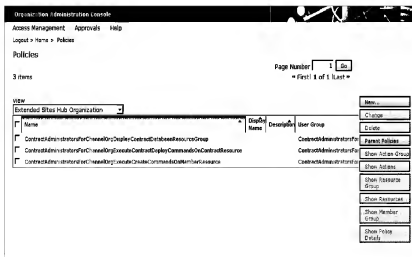 Organization Administration Console
Access Management Approvals Help
Logout > Home > Policies
Policies
Page Number 1 Go
3 items
First 1 of 1 Last
View
Extended Sites Hub Organization
Name Display Name Description User Group
ContractAdministratorsForChannelOrgDisplayContractDatabeanResourceGroup ContractAdministratorsFor
ContractAdministratorsForChannelOrgExecuteContractDeployCommandsOnContractResource ContractAdministratorsFor
ContractAdministratorsForChannelOrgExecuteCreateCommandsOnMemberResource ContractAdministratorsFor
New...
Change
Delete
Parent Policies
Show Action Group
Show Actions
Show Resource Group
Show Resources
Show Member Group
Show Policy Details